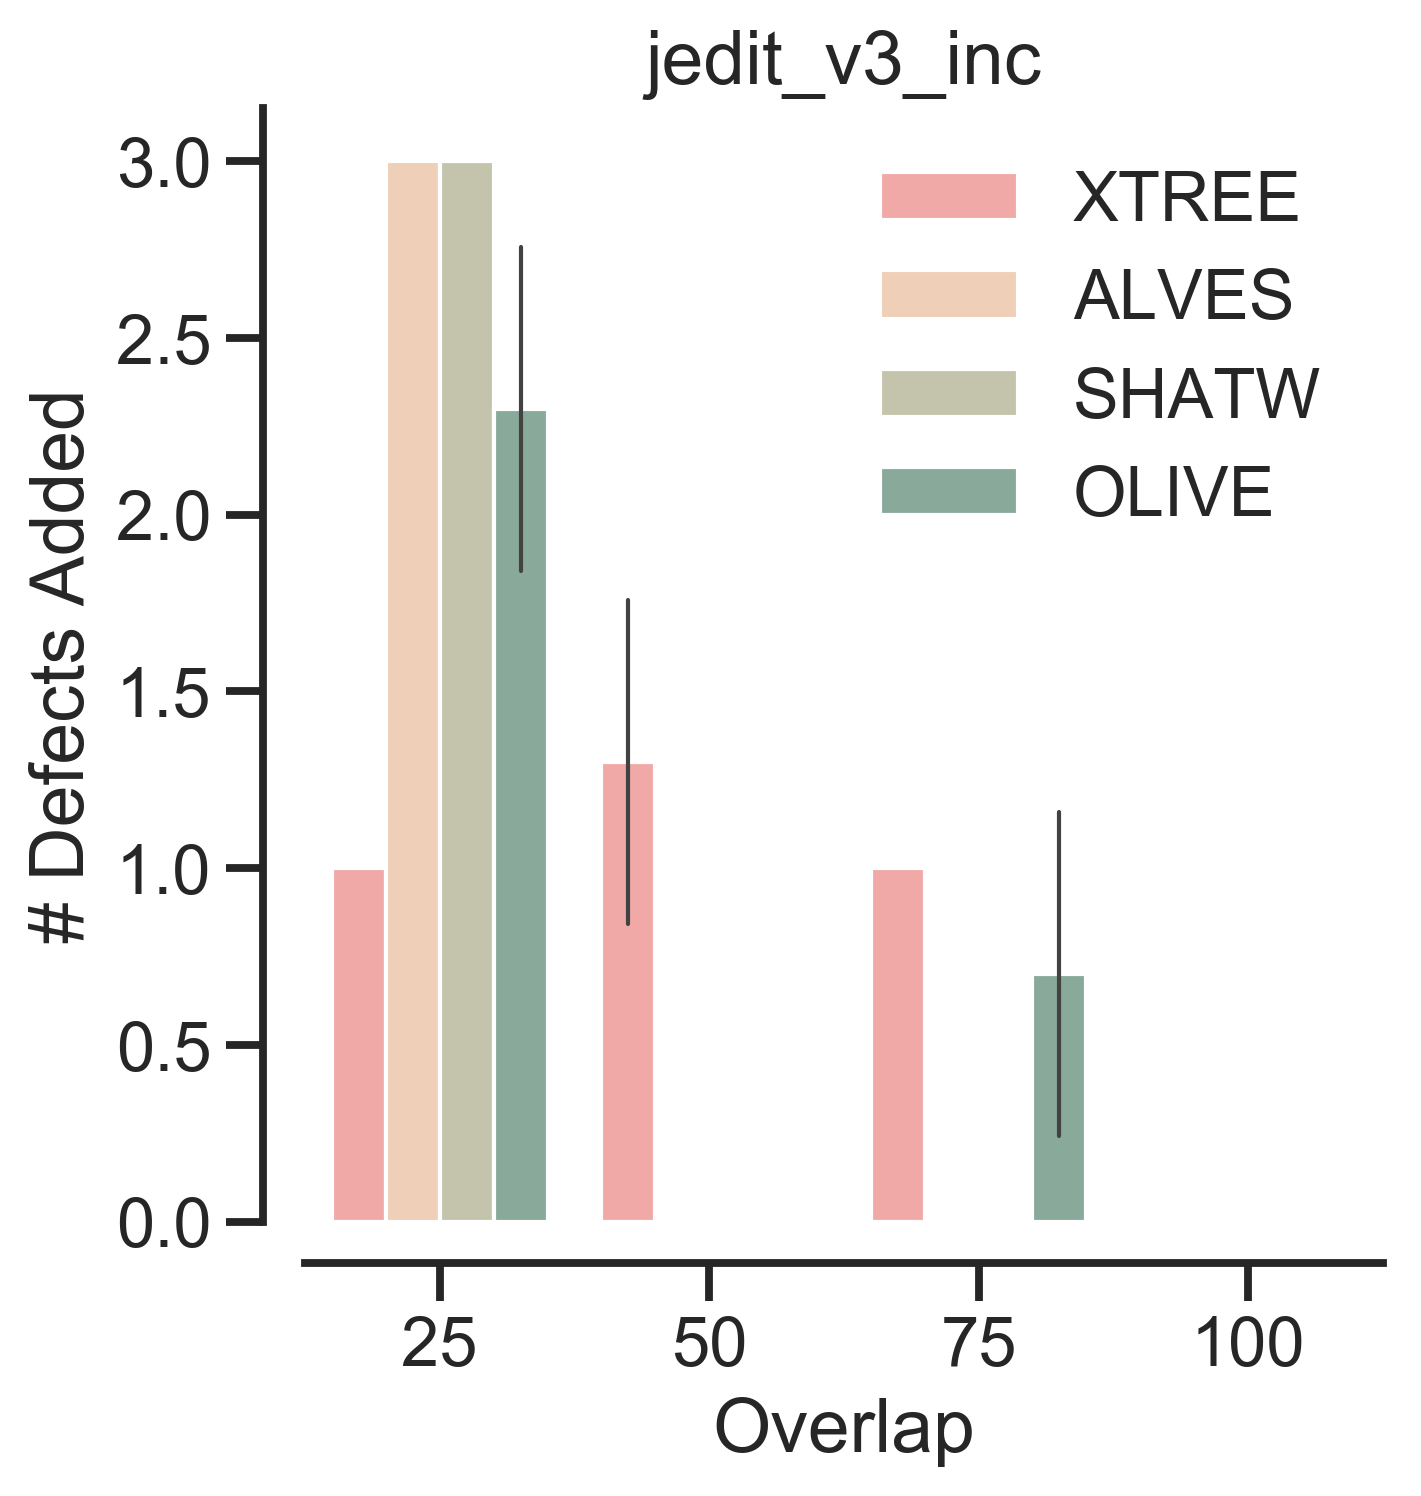 jedit_v3_inc
3.0
2.5
2.0
1.5
1.0
0.5
0.0
# Defects Added
XTREE
ALVES
SHATW
OLIVE
25 50 75 100
Overlap